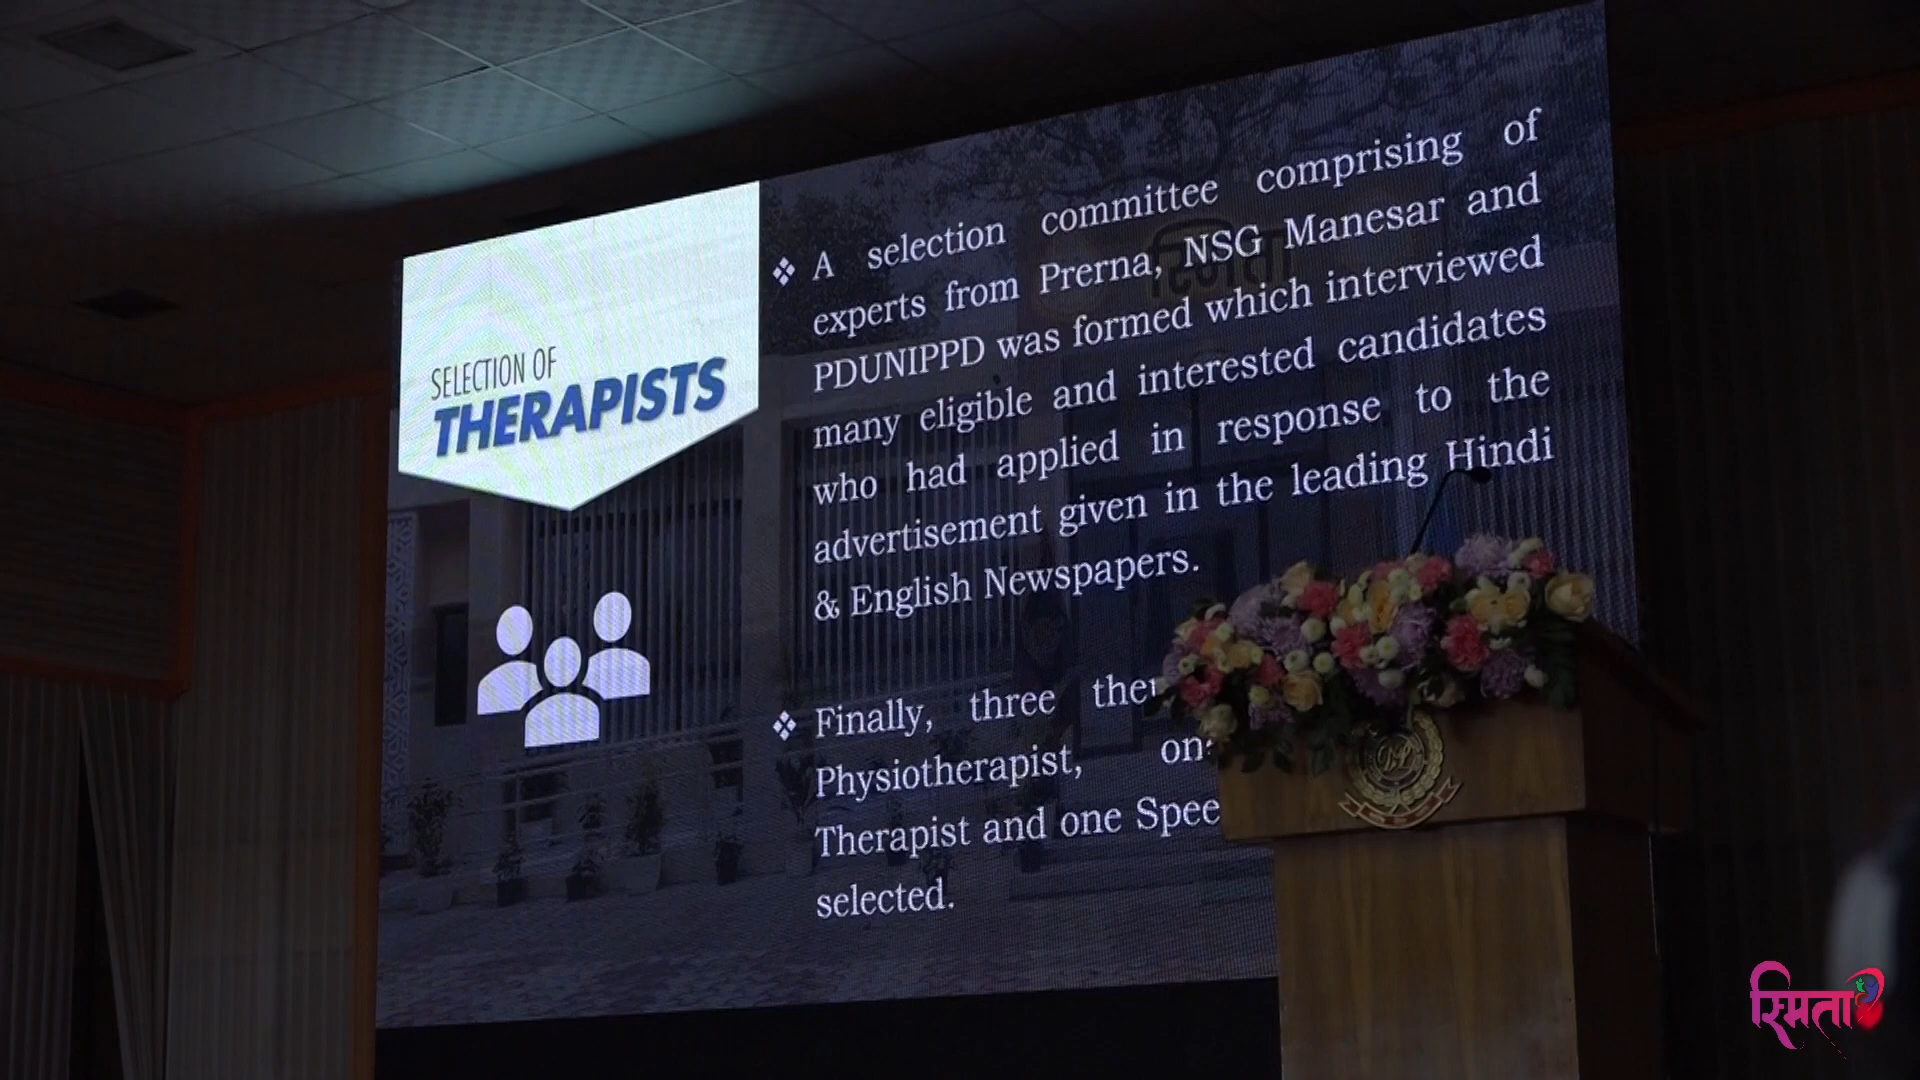 SELECTION OF
THERAPISTS
❖ A selection committee comprising of
experts from Prerna, NSG Manesar and
PDUNIPPD was formed which interviewed
many eligible and interested candidates
who had applied in response to the
advertisement given in the leading Hindi
& English Newspapers.
❖ Finally, three
Physiotherapist,
Therapist and one
selected.
स्मिता